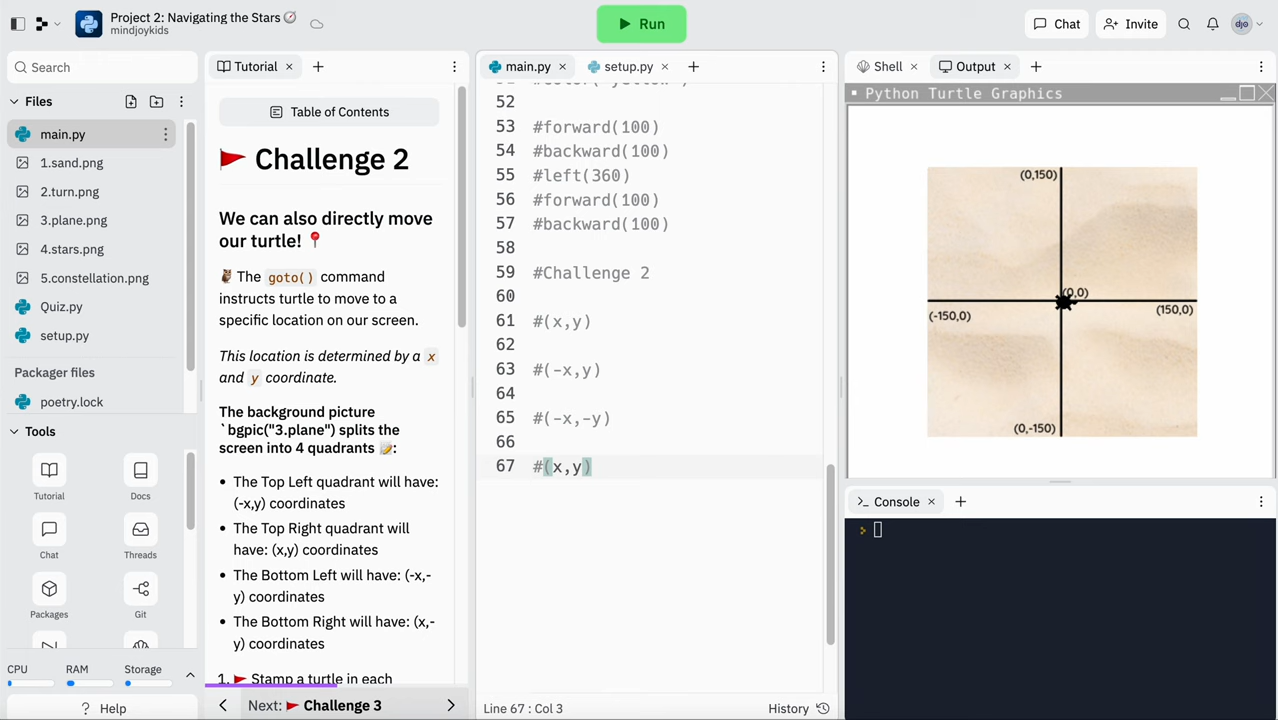 Project 2: Navigating the Stars
mindjoykids
Run
Chat
Invite
djo
Search
Files
main.py
1.sand.png
2.turn.png
3.plane.png
4.stars.png
5.constellation.png
Quiz.py
setup.py
Packager files
poetry.lock
Tools
Tutorial
Docs
Chat
Threads
Packages
Git
CPU
RAM
Storage
? Help
Tutorial
Table of Contents
Challenge 2
We can also directly move
our turtle!
The goto() command
instructs turtle to move to a
specific location on our screen.
This location is determined by a x
and y coordinate.
The background picture
`bgpic("3.plane") splits the
screen into 4 quadrants :
• The Top Left quadrant will have:
(-x,y) coordinates
• The Top Right quadrant will
have: (x,y) coordinates
• The Bottom Left will have: (-x,-
y) coordinates
• The Bottom Right will have: (x,-
y) coordinates
1. Stamp a turtle in each
Next: Challenge 3
main.py
setup.py
52
53 #forward(100)
54 #backward(100)
55 #left(360)
56 #forward(100)
57 #backward(100)
58
59 #Challenge 2
60
61 #(x,y)
62
63 #(-x,y)
64
65 #(-x,-y)
66
67 #(x,y)
Line 67 : Col 3
History
Shell
Output
Python Turtle Graphics
(0,150)
(0,0)
(-150,0)
(150,0)
(0,-150)
Console